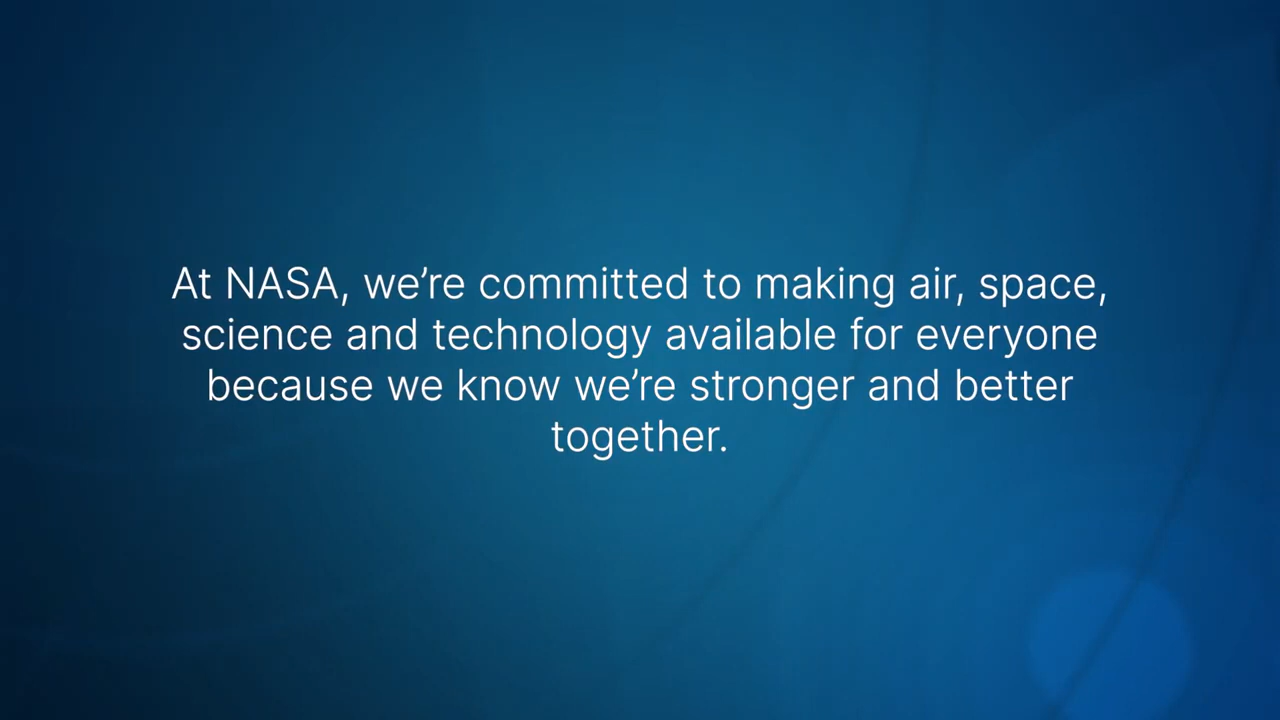 At NASA, we’re committed to making air, space,
science and technology available for everyone
because we know we’re stronger and better
together.